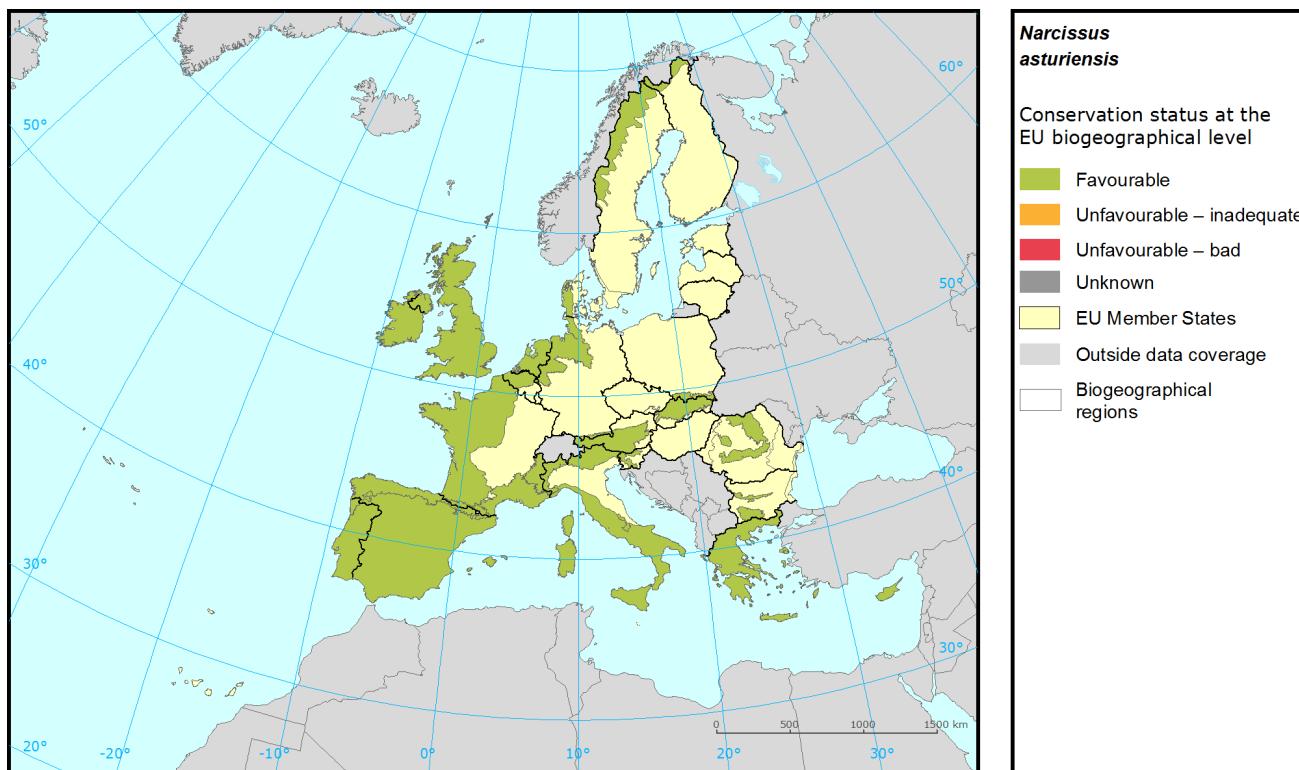 60°
50°
50°
40°
40°
30°
30°
20°
-20°
-10°
0°
10°
20°
30°
0 500 1000 1500 km
Narcissus
asturiensis
Conservation status at the
EU biogeographical level
Favourable
Unfavourable – inadequate
Unfavourable – bad
Unknown
EU Member States
Outside data coverage
Biogeographical
regions